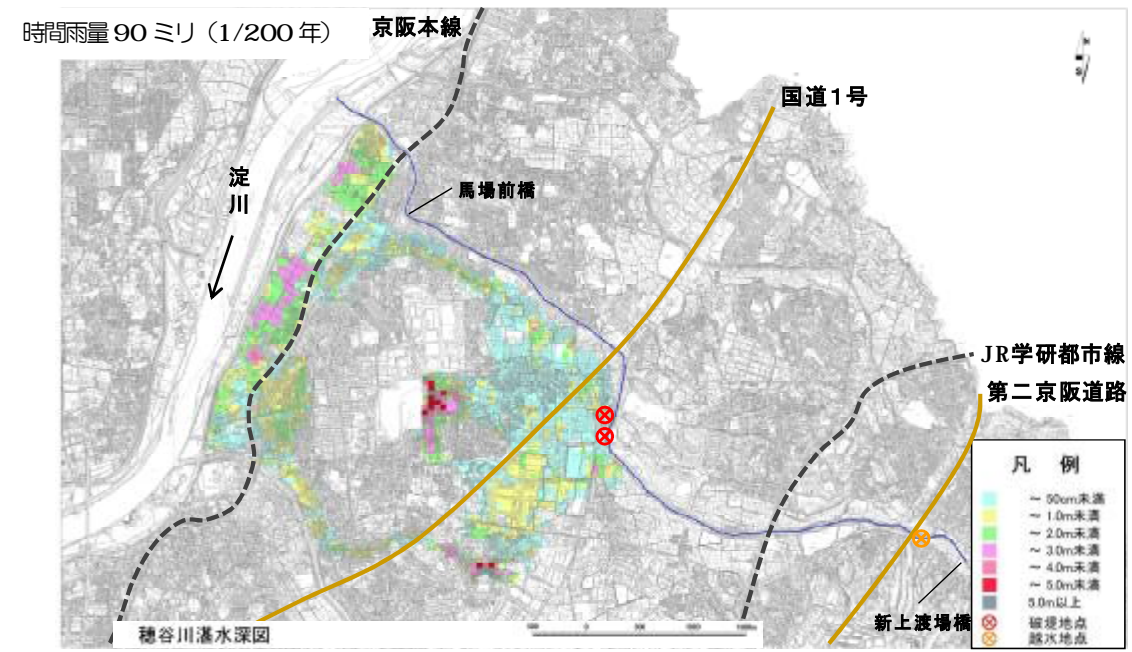 時間雨量90ミリ（1/200年）
京阪本線
国道1号
淀川
馬場前橋
JR学研都市線
第二京阪道路
凡 例
～ 50cm未満
～ 1.0m未満
～ 2.0m未満
～ 3.0m未満
～ 4.0m未満
～ 5.0m未満
5.0m以上
破堤地点
越水地点
新上渡場橋
穂谷川湛水深図